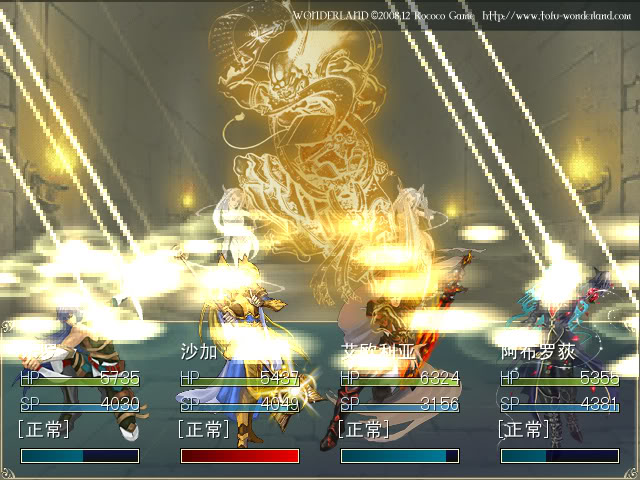 WONDERLAND ©2008.12 Rococo Game http://www.tofu-wonderland.com
沙加 艾欧利亚 阿布罗狄
HP 5735 HP 5437 HP 6324 HP 5355
SP 4030 SP 4049 SP 3156 SP 4381
[正常] [正常] [正常] [正常]